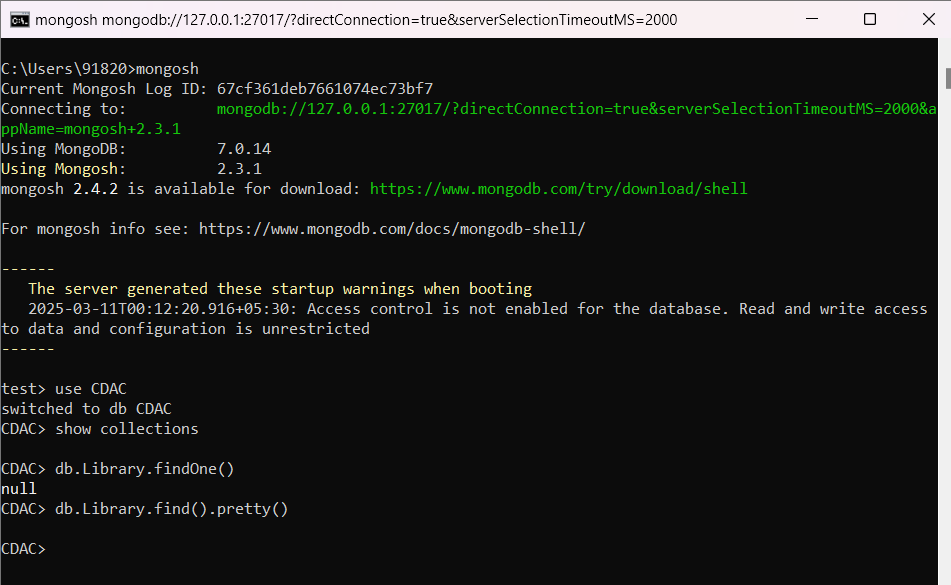 mongosh mongodb://127.0.0.1:27017/?directConnection=true&serverSelectionTimeoutMS=2000
C:\Users\91820>mongosh
Current Mongosh Log ID: 67cf361deb7661074ec73bf7
Connecting to:          mongodb://127.0.0.1:27017/?directConnection=true&serverSelectionTimeoutMS=2000&a
ppName=mongosh+2.3.1
Using MongoDB:          7.0.14
Using Mongosh:          2.3.1
mongosh 2.4.2 is available for download: https://www.mongodb.com/try/download/shell
For mongosh info see: https://www.mongodb.com/docs/mongodb-shell/
------
   The server generated these startup warnings when booting
   2025-03-11T00:12:20.916+05:30: Access control is not enabled for the database. Read and write access
to data and configuration is unrestricted
------
test> use CDAC
switched to db CDAC
CDAC> show collections
CDAC> db.Library.findOne()
null
CDAC> db.Library.find().pretty()
CDAC>